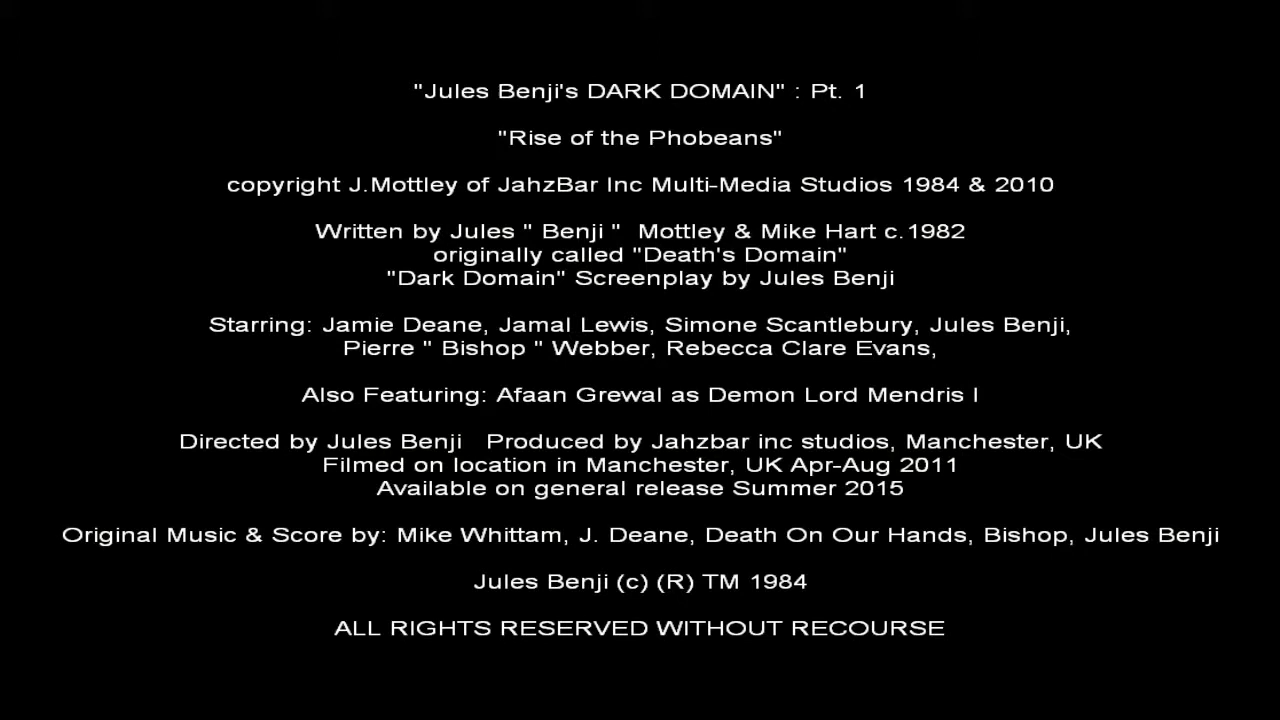 "Jules Benji's DARK DOMAIN" : Pt. 1
"Rise of the Phobeans"
copyright J.Mottley of JahzBar Inc Multi-Media Studios 1984 & 2010
Written by Jules " Benji "  Mottley & Mike Hart c.1982
originally called "Death's Domain"
"Dark Domain" Screenplay by Jules Benji
Starring: Jamie Deane, Jamal Lewis, Simone Scantlebury, Jules Benji,
Pierre " Bishop " Webber, Rebecca Clare Evans,
Also Featuring: Afaan Grewal as Demon Lord Mendris I
Directed by Jules Benji   Produced by Jahzbar inc studios, Manchester, UK
Filmed on location in Manchester, UK Apr-Aug 2011
Available on general release Summer 2015
Original Music & Score by: Mike Whittam, J. Deane, Death On Our Hands, Bishop, Jules Benji
Jules Benji (c) (R) TM 1984
ALL RIGHTS RESERVED WITHOUT RECOURSE